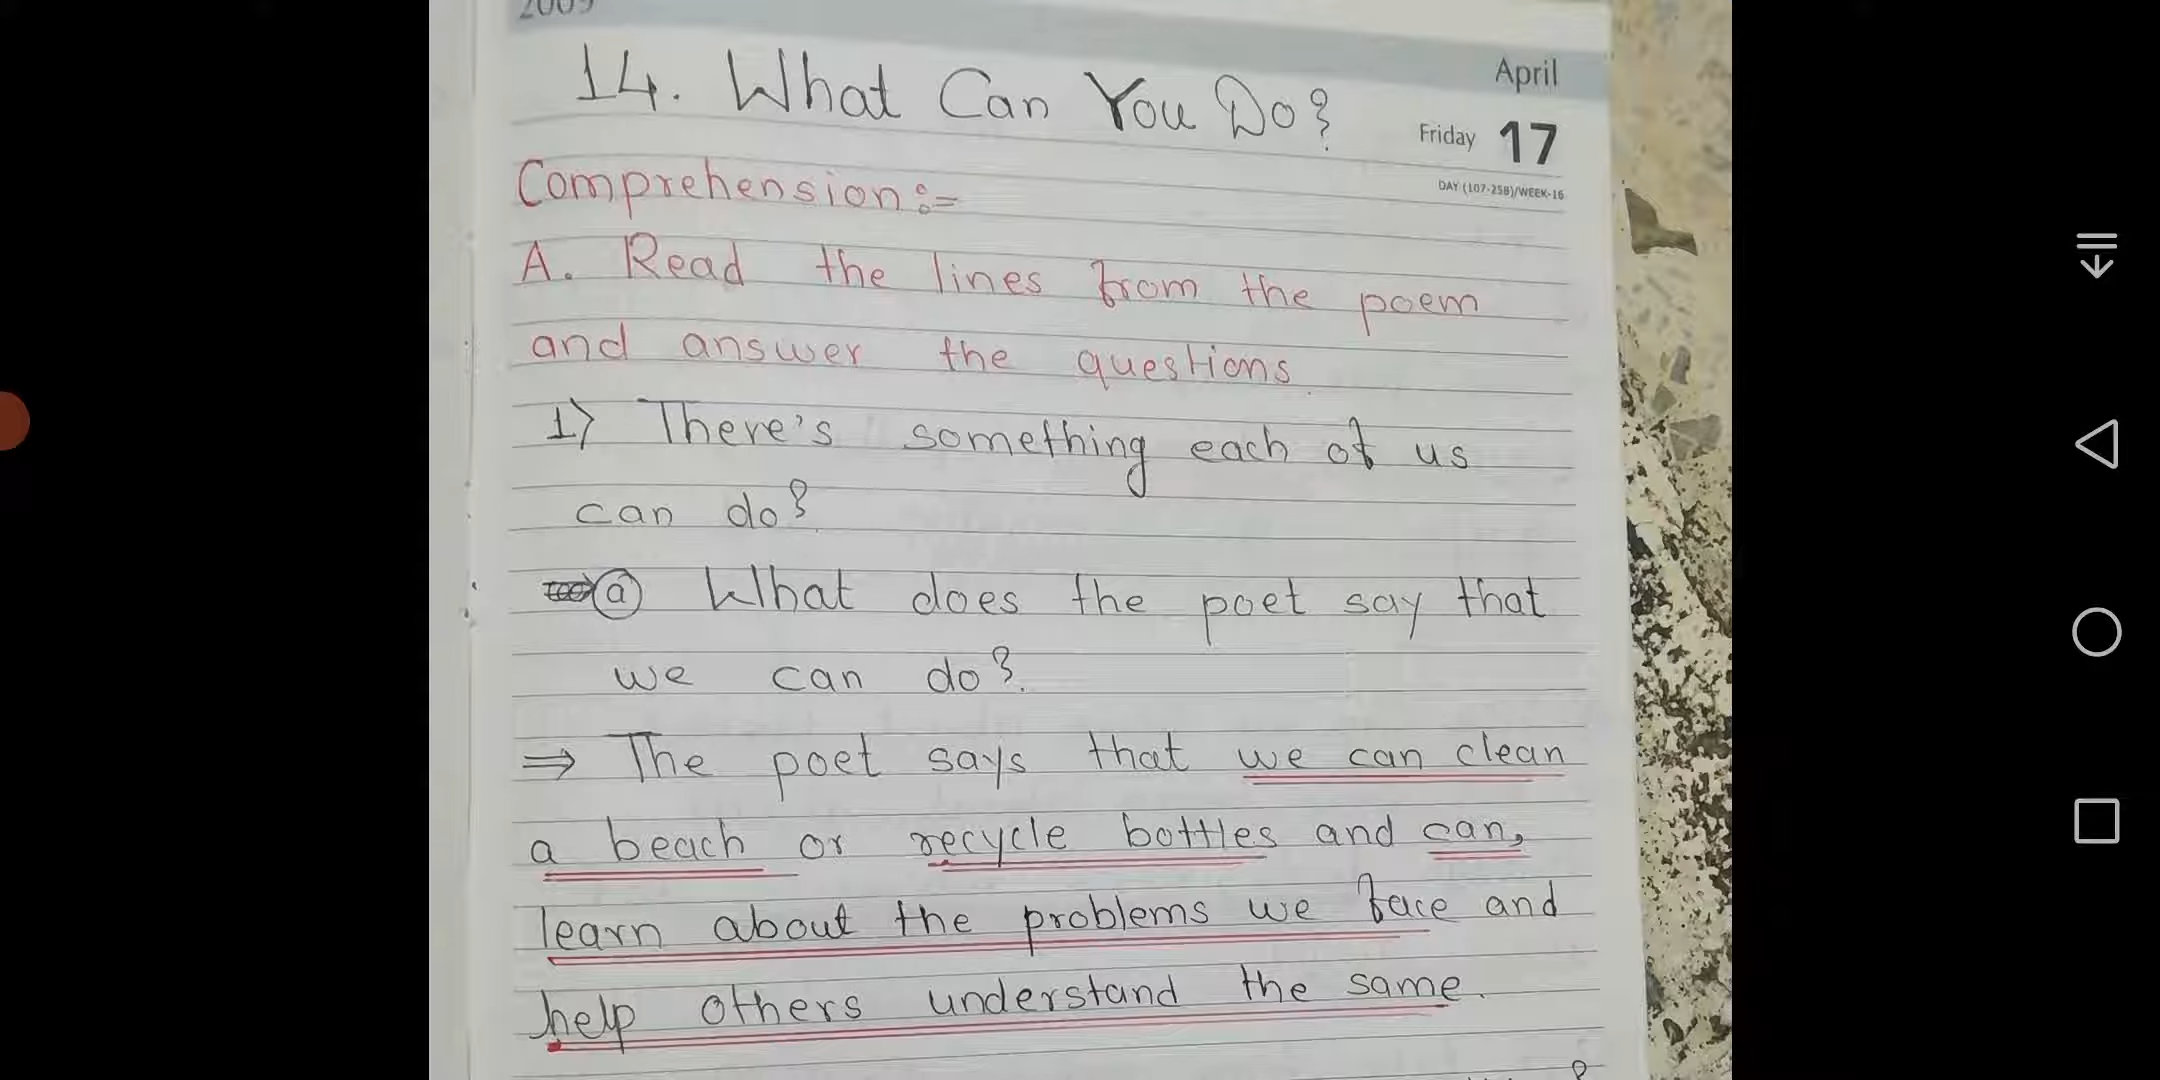 2009
April
14. What Can You Do?
Friday 17
DAY (107-258)/WEEK-16
Comprehension:-
A. Read the lines from the poem
and answer the questions
1) There's something each of us
can do?
a What does the poet say that
we can do?
⇒ The poet says that we can clean
a beach or recycle bottles and can,
learn about the problems we face and
help others understand the same.